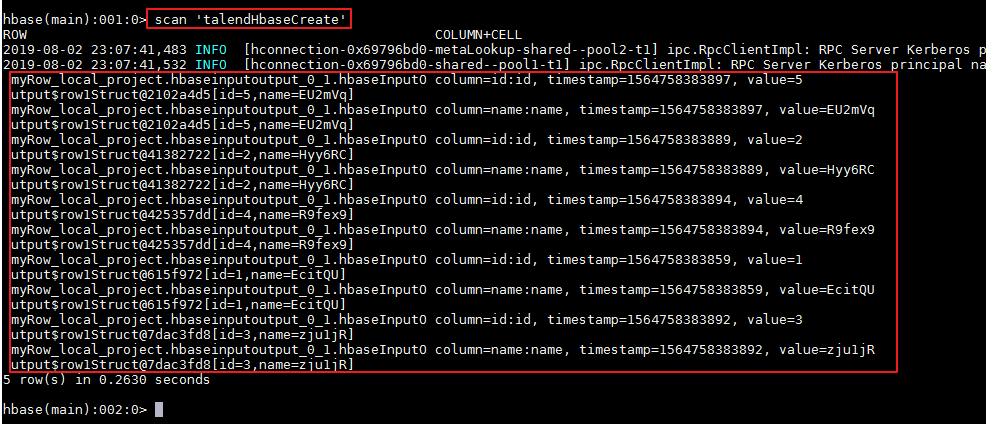 hbase(main):001:0> scan 'talendHbaseCreate'
ROW COLUMN+CELL
2019-08-02 23:07:41,483 INFO [hconnection-0x69796bd0-metaLookup-shared--pool2-t1] ipc.RpcClientImpl: RPC Server Kerberos p
2019-08-02 23:07:41,532 INFO [hconnection-0x69796bd0-shared--pool1-t1] ipc.RpcClientImpl: RPC Server Kerberos principal na
myRow_local_project.hbaseinputoutput_0_1.hbaseInputO column=id:id, timestamp=1564758383897, value=5
utput$row1Struct@2102a4d5[id=5,name=EU2mVq]
myRow_local_project.hbaseinputoutput_0_1.hbaseInputO column=name:name, timestamp=1564758383897, value=EU2mVq
utput$row1Struct@2102a4d5[id=5,name=EU2mVq]
myRow_local_project.hbaseinputoutput_0_1.hbaseInputO column=id:id, timestamp=1564758383889, value=2
utput$row1Struct@41382722[id=2,name=Hyy6RC]
myRow_local_project.hbaseinputoutput_0_1.hbaseInputO column=name:name, timestamp=1564758383889, value=Hyy6RC
utput$row1Struct@41382722[id=2,name=Hyy6RC]
myRow_local_project.hbaseinputoutput_0_1.hbaseInputO column=id:id, timestamp=1564758383894, value=4
utput$row1Struct@425357dd[id=4,name=R9fex9]
myRow_local_project.hbaseinputoutput_0_1.hbaseInputO column=name:name, timestamp=1564758383894, value=R9fex9
utput$row1Struct@425357dd[id=4,name=R9fex9]
myRow_local_project.hbaseinputoutput_0_1.hbaseInputO column=id:id, timestamp=1564758383859, value=1
utput$row1Struct@615f972[id=1,name=EcitQU]
myRow_local_project.hbaseinputoutput_0_1.hbaseInputO column=name:name, timestamp=1564758383859, value=EcitQU
utput$row1Struct@615f972[id=1,name=EcitQU]
myRow_local_project.hbaseinputoutput_0_1.hbaseInputO column=id:id, timestamp=1564758383892, value=3
utput$row1Struct@7dac3fd8[id=3,name=zju1jR]
myRow_local_project.hbaseinputoutput_0_1.hbaseInputO column=name:name, timestamp=1564758383892, value=zju1jR
utput$row1Struct@7dac3fd8[id=3,name=zju1jR]
5 row(s) in 0.2630 seconds
hbase(main):002:0>